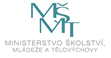 MŠMT
MINISTERSTVO ŠKOLSTVÍ,
MLÁDEŽE A TĚLOVÝCHOVY